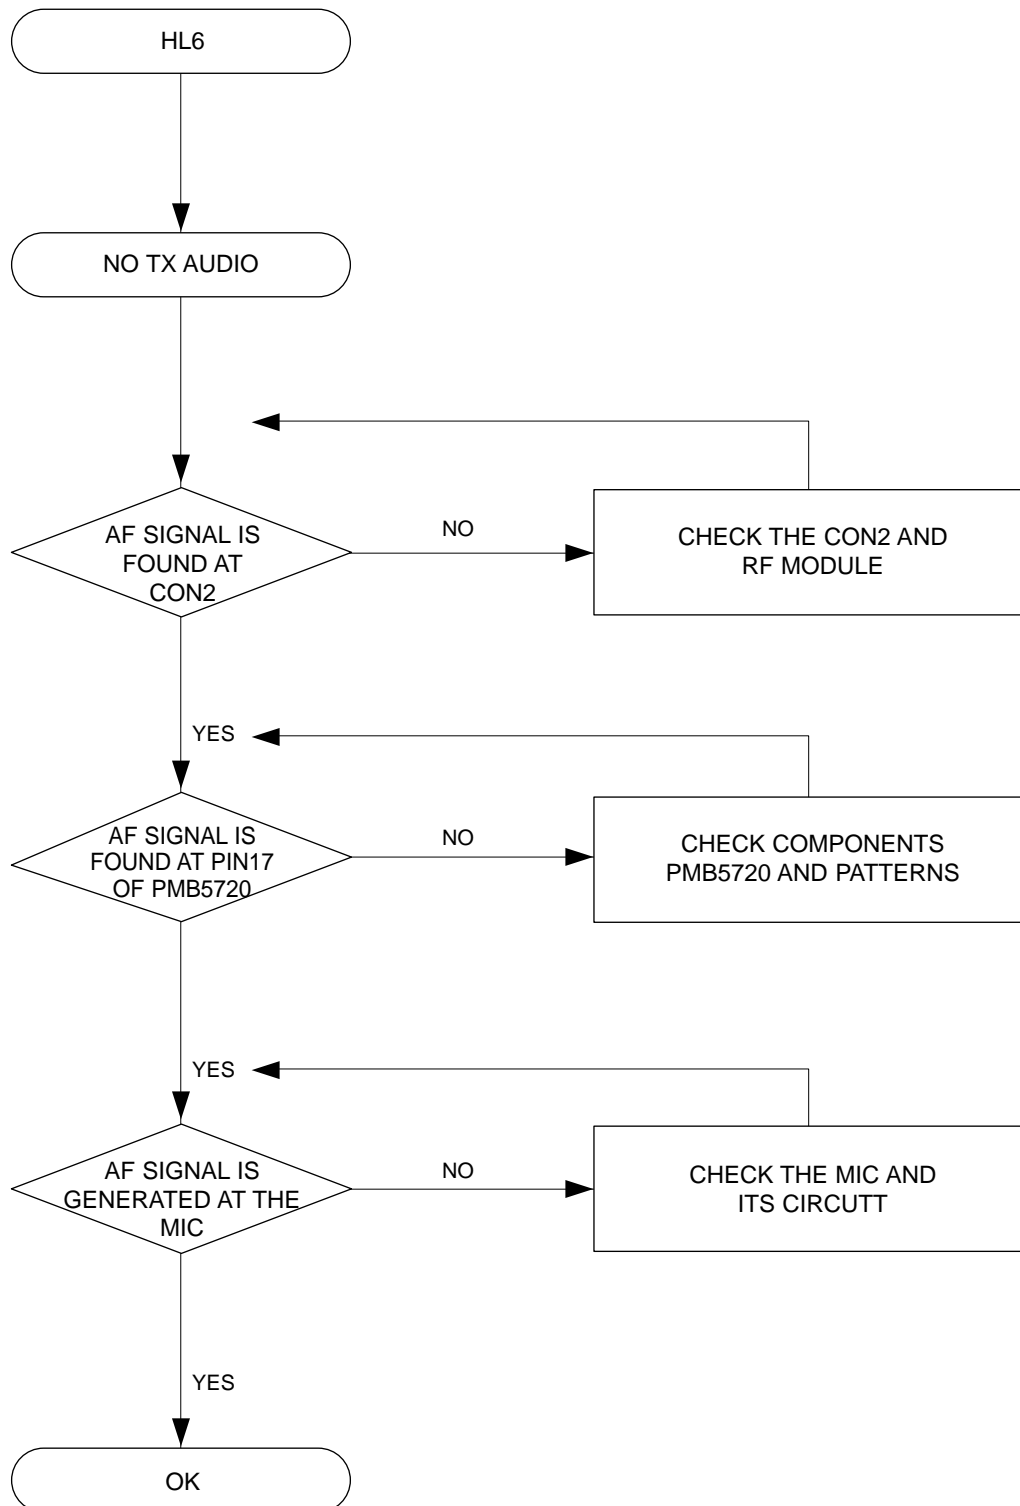 HL6
NO TX AUDIO
AF SIGNAL IS
FOUND AT
CON2
NO
CHECK THE CON2 AND
RF MODULE
YES
AF SIGNAL IS
FOUND AT PIN17
OF PMB5720
NO
CHECK COMPONENTS
PMB5720 AND PATTERNS
YES
AF SIGNAL IS
GENERATED AT THE
MIC
NO
CHECK THE MIC AND
ITS CIRCUTT
YES
OK